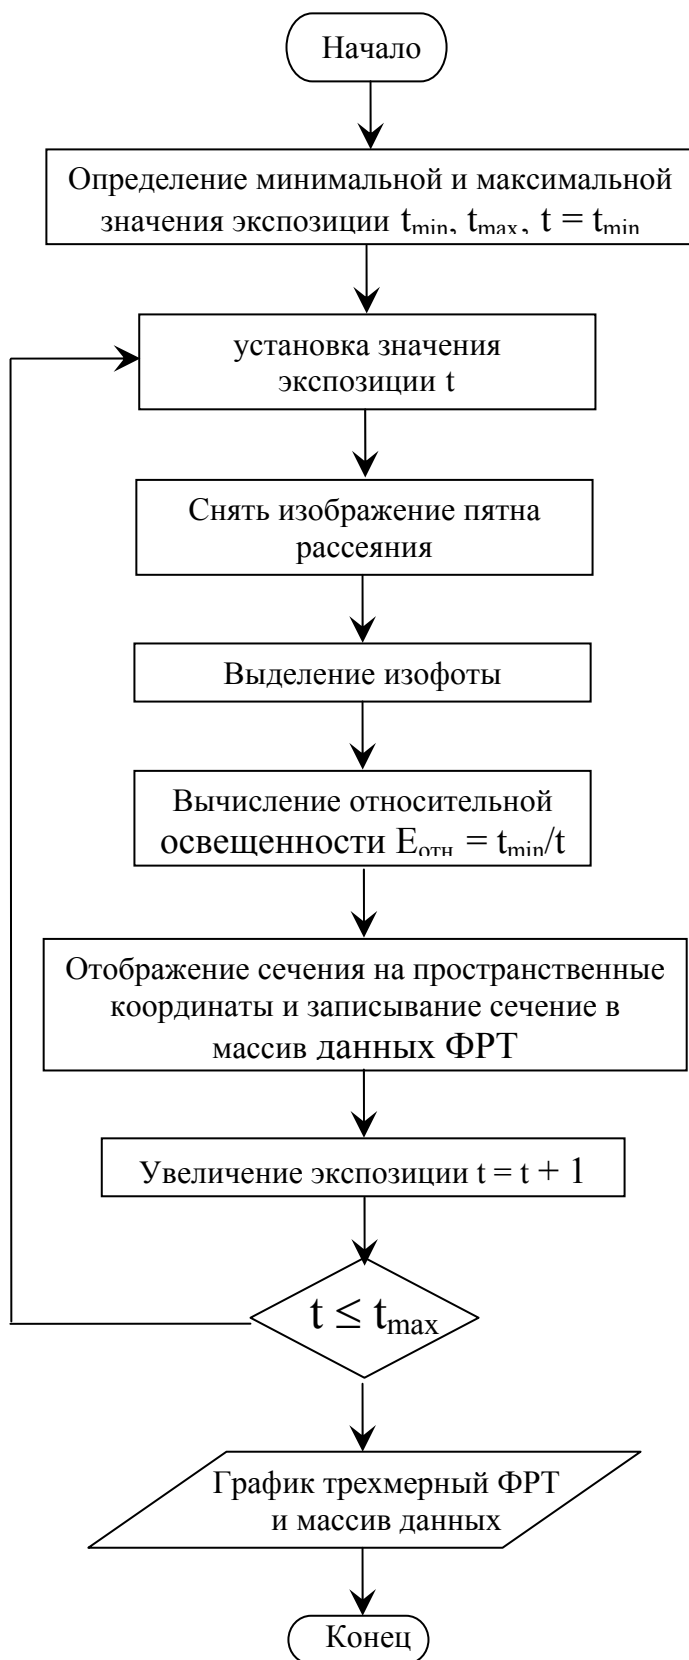 Начало
Определение минимальной и максимальной
значения экспозиции tmin, tmax, t = tmin
установка значения
экспозиции t
Снять изображение пятна
рассеяния
Выделение изофоты
Вычисление относительной
освещенности Eотн = tmin/t
Отображение сечения на пространственные
координаты и записывание сечение в
массив данных ФРТ
Увеличение экспозиции t = t + 1
t ≤ tmax
График трехмерный ФРТ
и массив данных
Конец